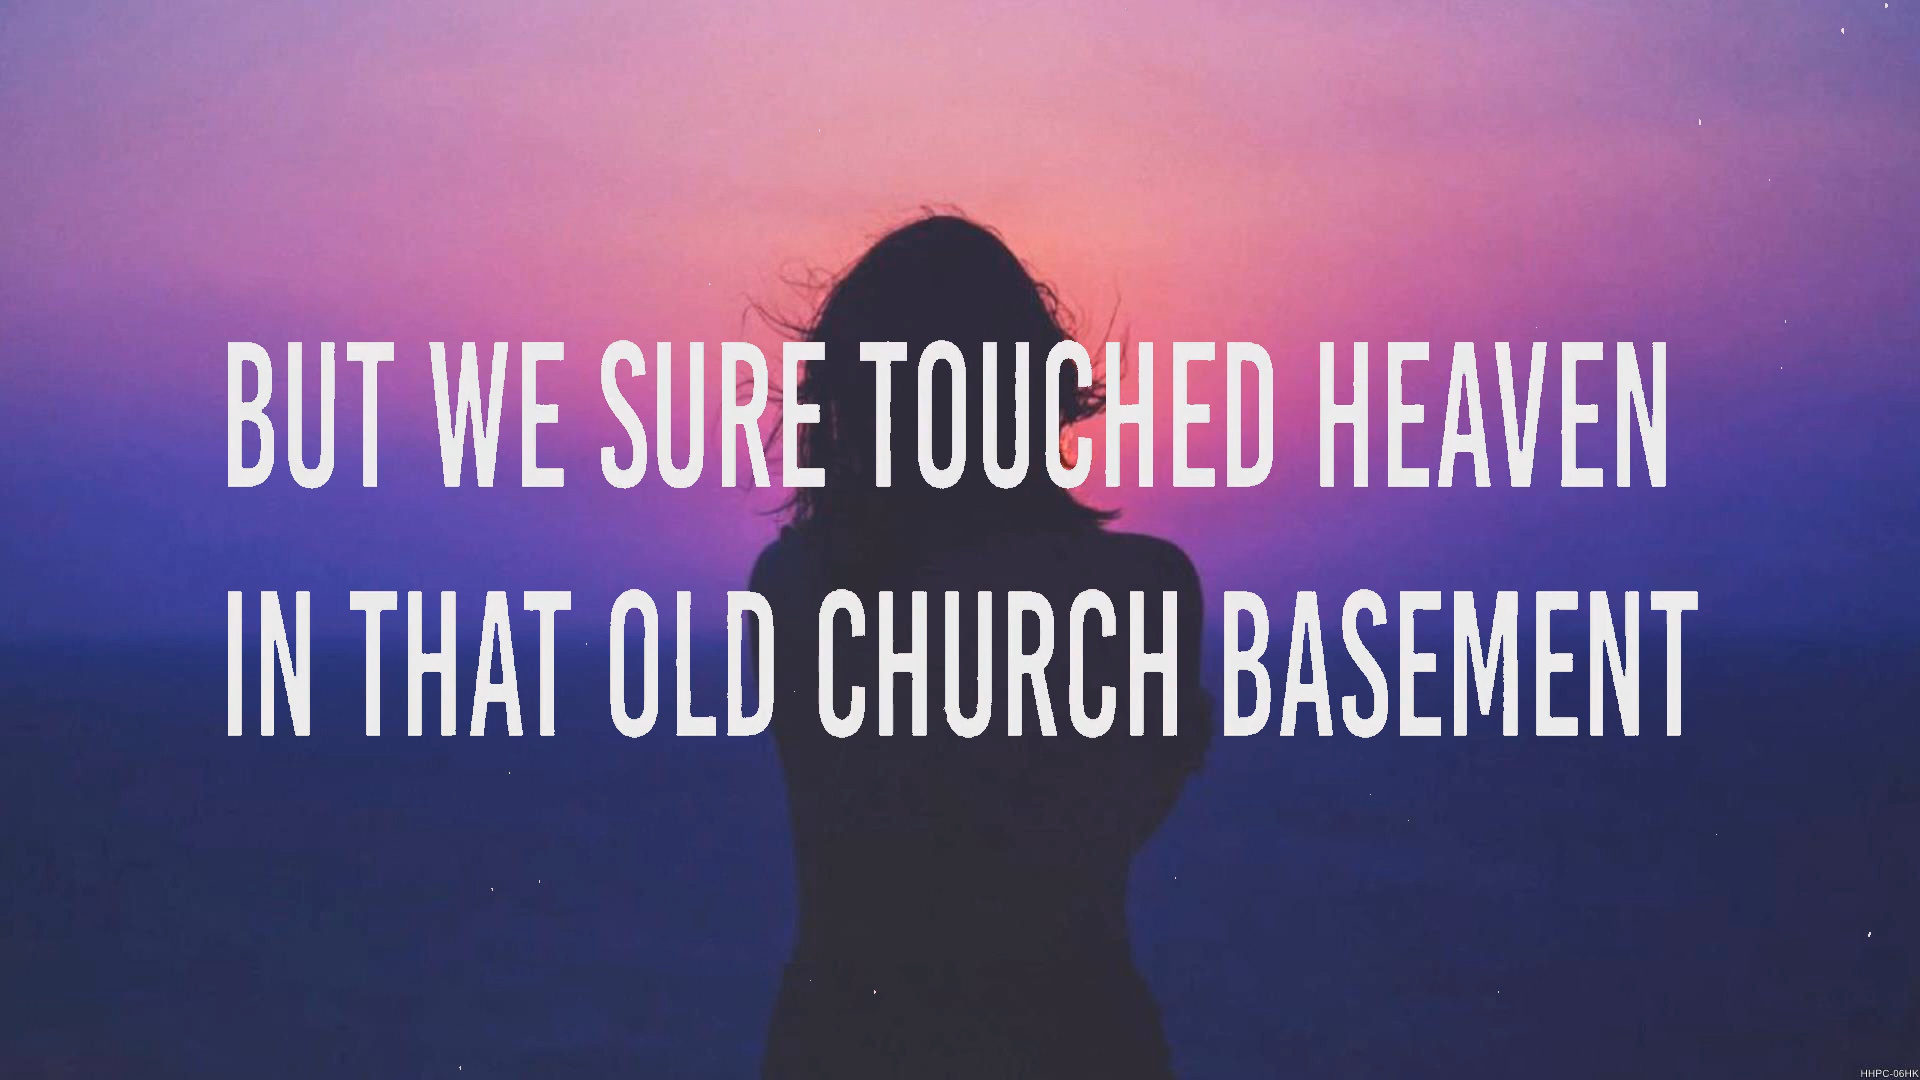 BUT WE SURE TOUCHED HEAVEN
IN THAT OLD CHURCH BASEMENT
HHPC-06HK